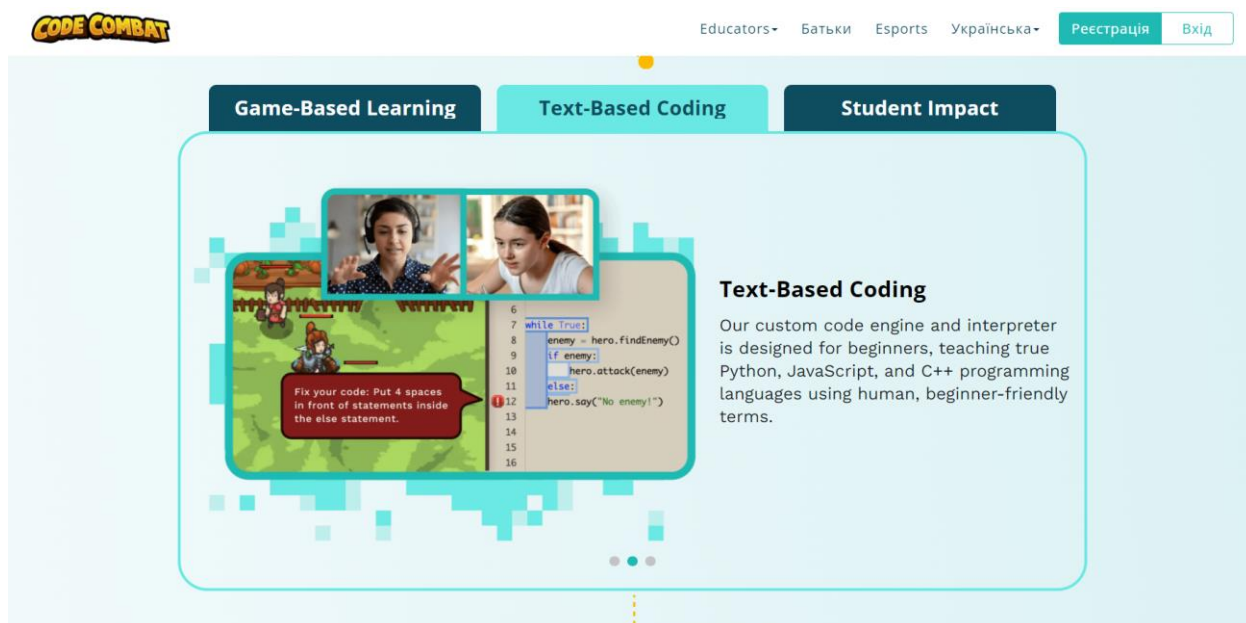 CODE COMBAT
Educators Батьки Esports Українська Реєстрація Вхід
Game-Based Learning Text-Based Coding Student Impact
6
7 while True:
8 enemy = hero.findEnemy()
9 if enemy:
10 hero.attack(enemy)
11 else:
12 hero.say("No enemy!")
13
14
15
16
Fix your code: Put 4 spaces
in front of statements inside
the else statement.
Text-Based Coding
Our custom code engine and interpreter
is designed for beginners, teaching true
Python, JavaScript, and C++ programming
languages using human, beginner-friendly
terms.